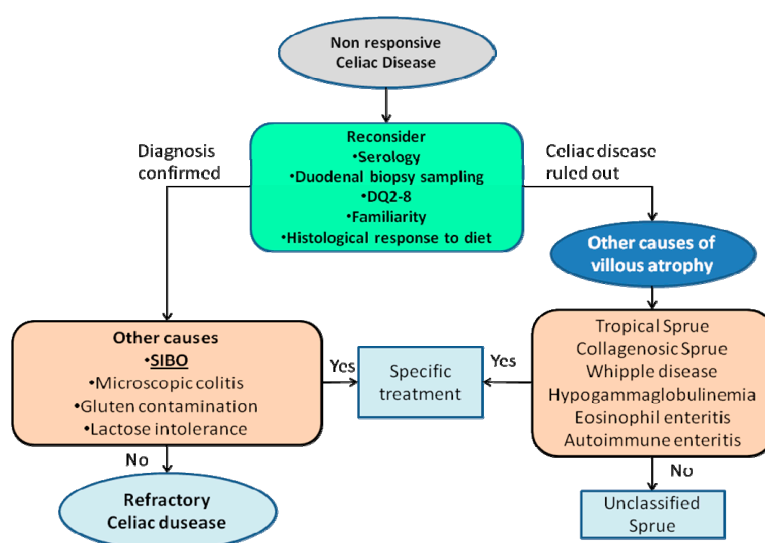 Non responsive
Celiac Disease
Reconsider
•Serology
•Duodenal biopsy sampling
•DQ2-8
•Familiarity
•Histological response to diet
Diagnosis
confirmed
Celiac disease
ruled out
Other causes of
villous atrophy
Other causes
•SIBO
•Microscopic colitis
•Gluten contamination
•Lactose intolerance
Yes
Specific
treatment
Yes
Tropical Sprue
Collagenosic Sprue
Whipple disease
Hypogammaglobulinemia
Eosinophil enteritis
Autoimmune enteritis
No
Refractory
Celiac dusease
No
Unclassified
Sprue